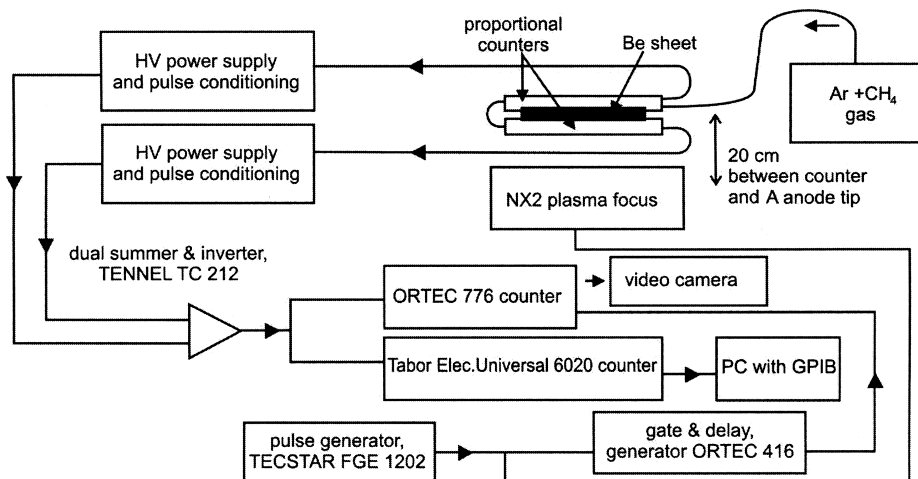 proportional
counters
Be sheet
HV power supply
and pulse conditioning
Ar +CH₄
gas
HV power supply
and pulse conditioning
20 cm
between counter
and A anode tip
NX2 plasma focus
dual summer & inverter,
TENNEL TC 212
ORTEC 776 counter
video camera
Tabor Elec.Universal 6020 counter
PC with GPIB
pulse generator,
TECSTAR FGE 1202
gate & delay,
generator ORTEC 416